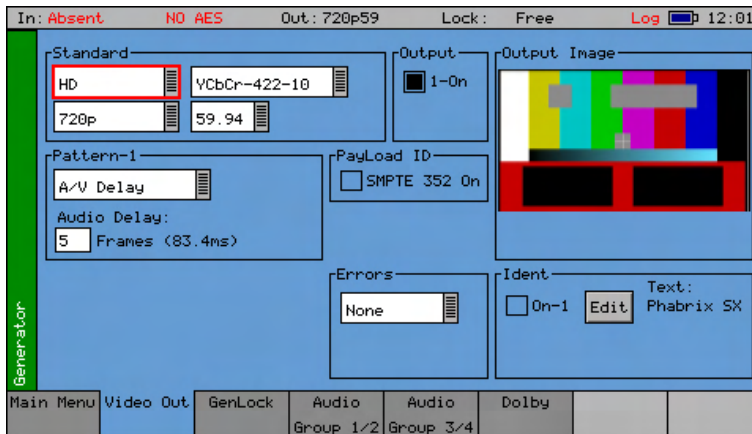 In: Absent NO AES Out: 720p59 Lock: Free Log 12:01
Standard
HD YCbCr-422-10
720p 59.94
Output
1-On
Output Image
Pattern-1
A/V Delay
Audio Delay:
5 Frames (83.4ms)
PayLoad ID
SMPTE 352 On
Errors
None
Ident
On-1 Edit Text:
Phabrix SX
Generator
Main Menu Video Out GenLock Audio Group 1/2 Audio Group 3/4 Dolby